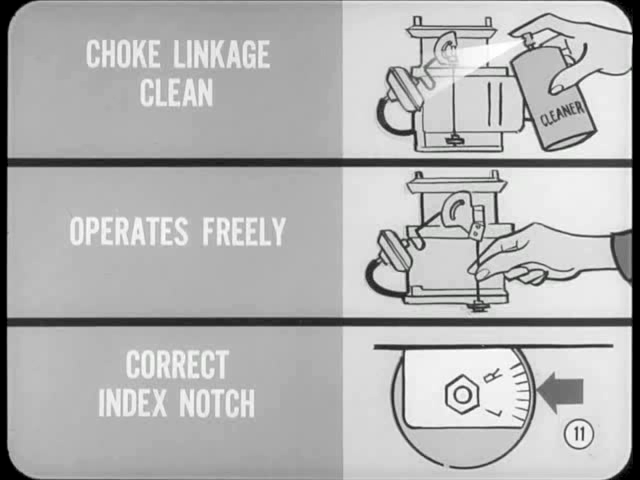 CHOKE LINKAGE
CLEAN
CLEANER
OPERATES FREELY
CORRECT
INDEX NOTCH
R
L
11